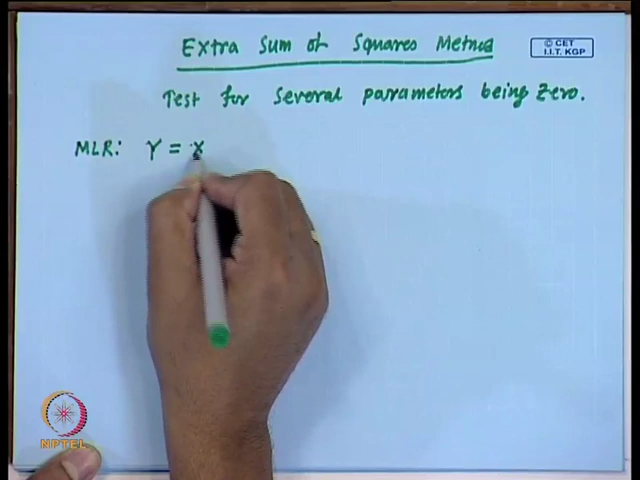 Extra Sum of Squares Method
© CET
I.I.T. KGP
Test for Several parameters being Zero.
MLR: Y = X
NPTEL